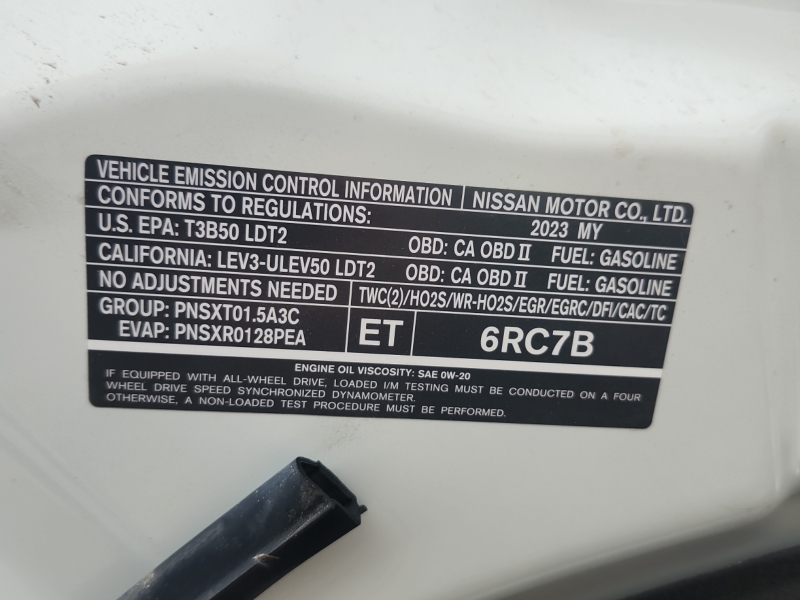 VEHICLE EMISSION CONTROL INFORMATION | NISSAN MOTOR CO., LTD.
CONFORMS TO REGULATIONS: 2023 MY
U.S. EPA: T3B50 LDT2 OBD: CA OBD II FUEL: GASOLINE
CALIFORNIA: LEV3-ULEV50 LDT2 OBD: CA OBD II FUEL: GASOLINE
NO ADJUSTMENTS NEEDED TWC(2)/HO2S/WR-HO2S/EGR/EGRC/DFI/CAC/TC
GROUP: PNSXT01.5A3C
EVAP: PNSXR0128PEA
ET
6RC7B
ENGINE OIL VISCOSITY: SAE 0W-20
IF EQUIPPED WITH ALL-WHEEL DRIVE, LOADED I/M TESTING MUST BE CONDUCTED ON A FOUR
WHEEL DRIVE SPEED SYNCHRONIZED DYNAMOMETER.
OTHERWISE, A NON-LOADED TEST PROCEDURE MUST BE PERFORMED.